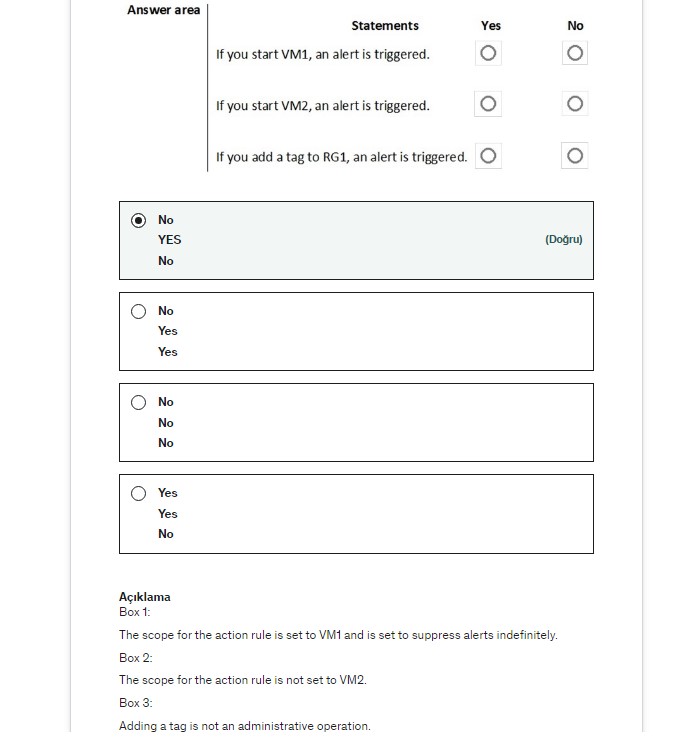 Answer area
Statements Yes No
If you start VM1, an alert is triggered.
If you start VM2, an alert is triggered.
If you add a tag to RG1, an alert is triggered.
No
YES (Doğru)
No
No
Yes
Yes
No
No
No
Yes
Yes
No
Açıklama
Box 1:
The scope for the action rule is set to VM1 and is set to suppress alerts indefinitely.
Box 2:
The scope for the action rule is not set to VM2.
Box 3:
Adding a tag is not an administrative operation.